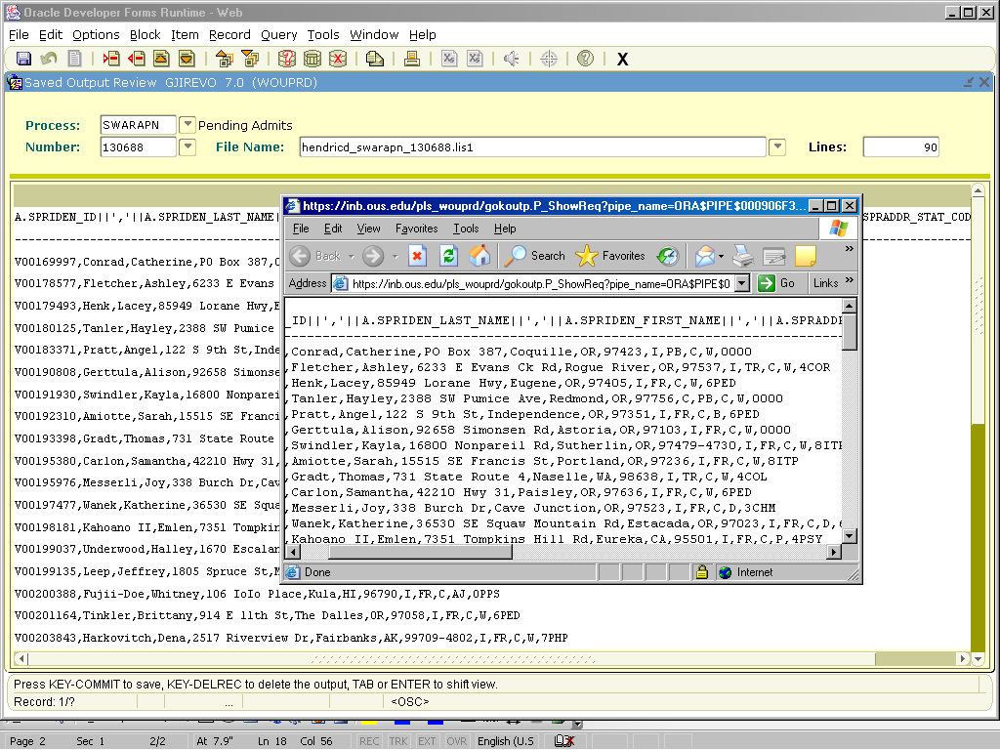 Oracle Developer Forms Runtime - Web
File Edit Options Block Item Record Query Tools Window Help
X
Saved Output Review GJIREVO 7.0 (WOUPRD)
Process: SWARAPN Pending Admits
Number: 130688 File Name: hendricd_swarapn_130688.lis1 Lines: 90
A.SPRIDEN_ID||','||A.SPRIDEN_LAST_NAME|| SPRADDR_STAT_COD
V00169997,Conrad,Catherine,PO Box 387,C
V00178577,Fletcher,Ashley,6233 E Evans
V00179493,Henk,Lacey,85949 Lorane Hwy,E
V00180125,Tanler,Hayley,2388 SW Pumice
V00183371,Pratt,Angel,122 S 9th St,Inde
V00190808,Gerttula,Alison,92658 Simonse
V00191930,Swindler,Kayla,16800 Nonparei
V00192310,Amiotte,Sarah,15515 SE Franci
V00193398,Gradt,Thomas,731 State Route
V00195380,Carlon,Samantha,42210 Hwy 31,
V00195976,Messerli,Joy,338 Burch Dr,Cav
V00197477,Wanek,Katherine,36530 SE Squa
V00198181,Kahoano II,Emlen,7351 Tompkin
V00199037,Underwood,Halley,1670 Escalan
V00199135,Leep,Jeffrey,1805 Spruce St,M
V00200388,Fujii-Doe,Whitney,106 IoIo Place,Kula,HI,96790,I,FR,C,AJ,0PPS
V00201164,Tinkler,Brittany,914 E 11th St,The Dalles,OR,97058,I,FR,C,W,6PED
V00203843,Harkovitch,Dena,2517 Riverview Dr,Fairbanks,AK,99709-4802,I,FR,C,W,7PHP
https://inb.ous.edu/pls_wouprd/gokoutp.P_ShowReq?pipe_name=ORA$PIPE$000906F3...
File Edit View Favorites Tools Help
Back Search Favorites »
Address https://inb.ous.edu/pls_wouprd/gokoutp.P_ShowReq?pipe_name=ORA$PIPE$0 Go Links »
_ID||','||A.SPRIDEN_LAST_NAME||','||A.SPRIDEN_FIRST_NAME||','||A.SPRADDR
,Conrad,Catherine,PO Box 387,Coquille,OR,97423,I,PB,C,W,0000
,Fletcher,Ashley,6233 E Evans Ck Rd,Rogue River,OR,97537,I,TR,C,W,4COR
,Henk,Lacey,85949 Lorane Hwy,Eugene,OR,97405,I,FR,C,W,6PED
,Tanler,Hayley,2388 SW Pumice Ave,Redmond,OR,97756,C,PB,C,W,0000
,Pratt,Angel,122 S 9th St,Independence,OR,97351,I,FR,C,B,6PED
,Gerttula,Alison,92658 Simonsen Rd,Astoria,OR,97103,I,FR,C,W,0000
,Swindler,Kayla,16800 Nonpareil Rd,Sutherlin,OR,97479-4730,I,FR,C,W,8ITP
,Amiotte,Sarah,15515 SE Francis St,Portland,OR,97236,I,FR,C,W,8ITP
,Gradt,Thomas,731 State Route 4,Naselle,WA,98638,I,TR,C,W,4COL
,Carlon,Samantha,42210 Hwy 31,Paisley,OR,97636,I,FR,C,W,6PED
,Messerli,Joy,338 Burch Dr,Cave Junction,OR,97523,I,FR,C,D,3CHM
,Wanek,Katherine,36530 SE Squaw Mountain Rd,Estacada,OR,97023,I,FR,C,D,6
,Kahoano II,Emlen,7351 Tompkins Hill Rd,Eureka,CA,95501,I,FR,C,P,4PSY
Done Internet
Press KEY-COMMIT to save, KEY-DELREC to delete the output, TAB or ENTER to shift view.
Record: 1/? ... <OSC>
Page 2 Sec 1 2/2 At 7.9" Ln 18 Col 56 REC TRK EXT OVR English (U.S